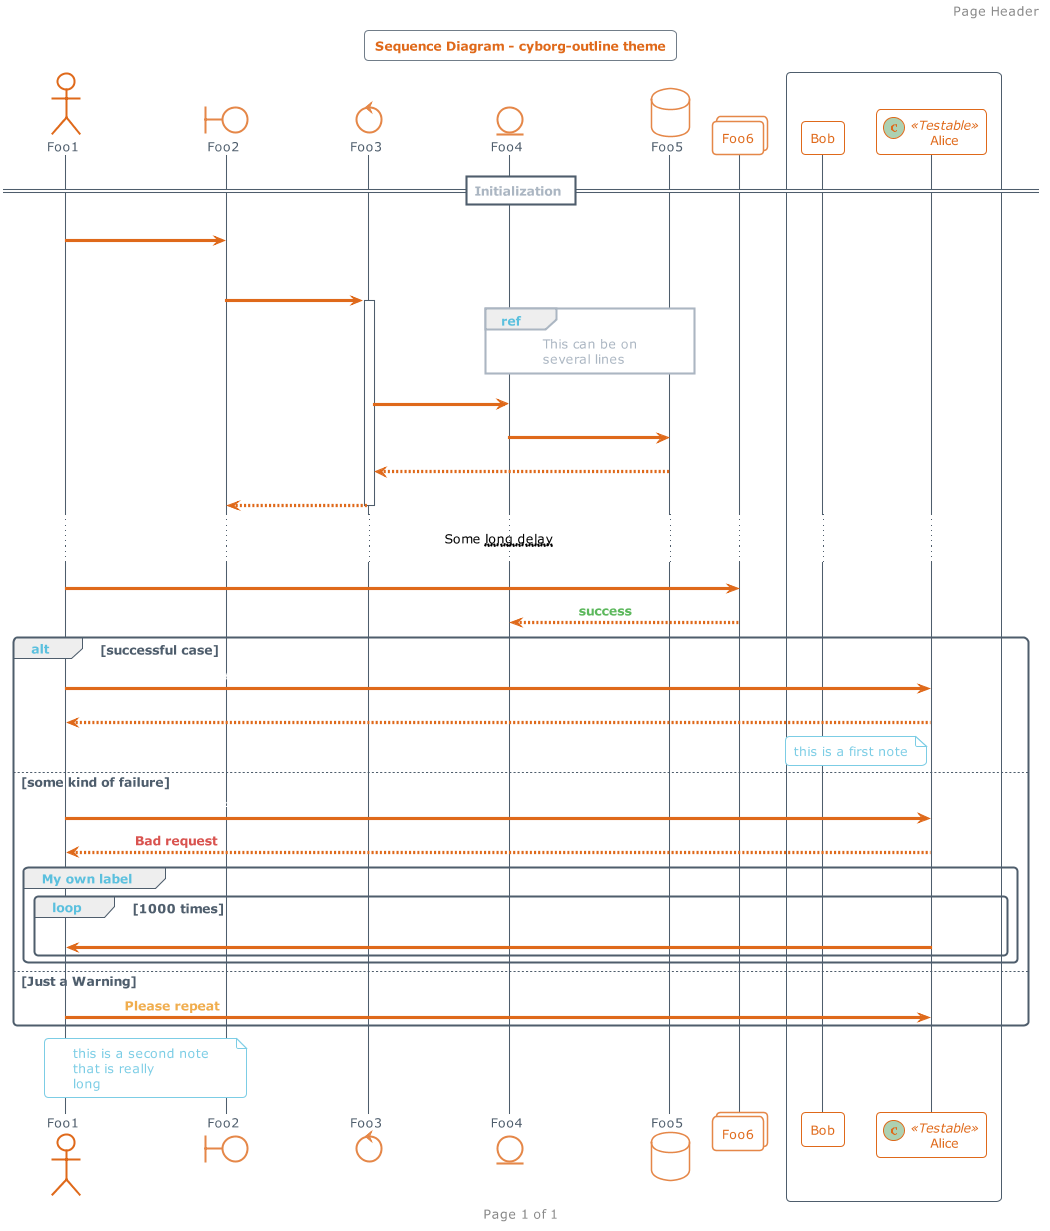 Page Header
Sequence Diagram - cyborg-outline theme
Foo1
Foo2
Foo3
Foo4
Foo5
Foo6
Bob
C
«Testable»
Alice
Initialization
ref
This can be on
several lines
Some long delay
success
alt
[successful case]
this is a first note
[some kind of failure]
Bad request
My own label
loop
[1000 times]
[Just a Warning]
Please repeat
this is a second note
that is really
long
Foo1
Foo2
Foo3
Foo4
Foo5
Foo6
Bob
C
«Testable»
Alice
Page 1 of 1